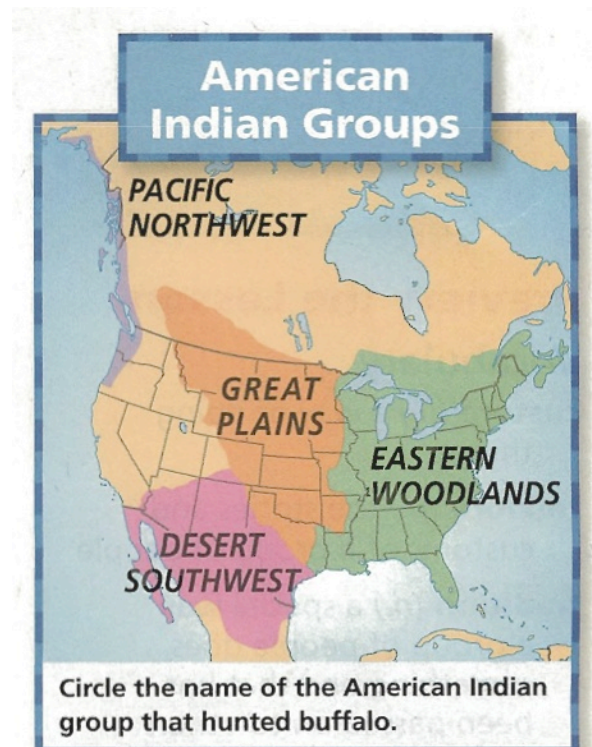 American
Indian Groups
PACIFIC
NORTHWEST
GREAT
PLAINS
EASTERN
WOODLANDS
DESERT
SOUTHWEST
Circle the name of the American Indian
group that hunted buffalo.